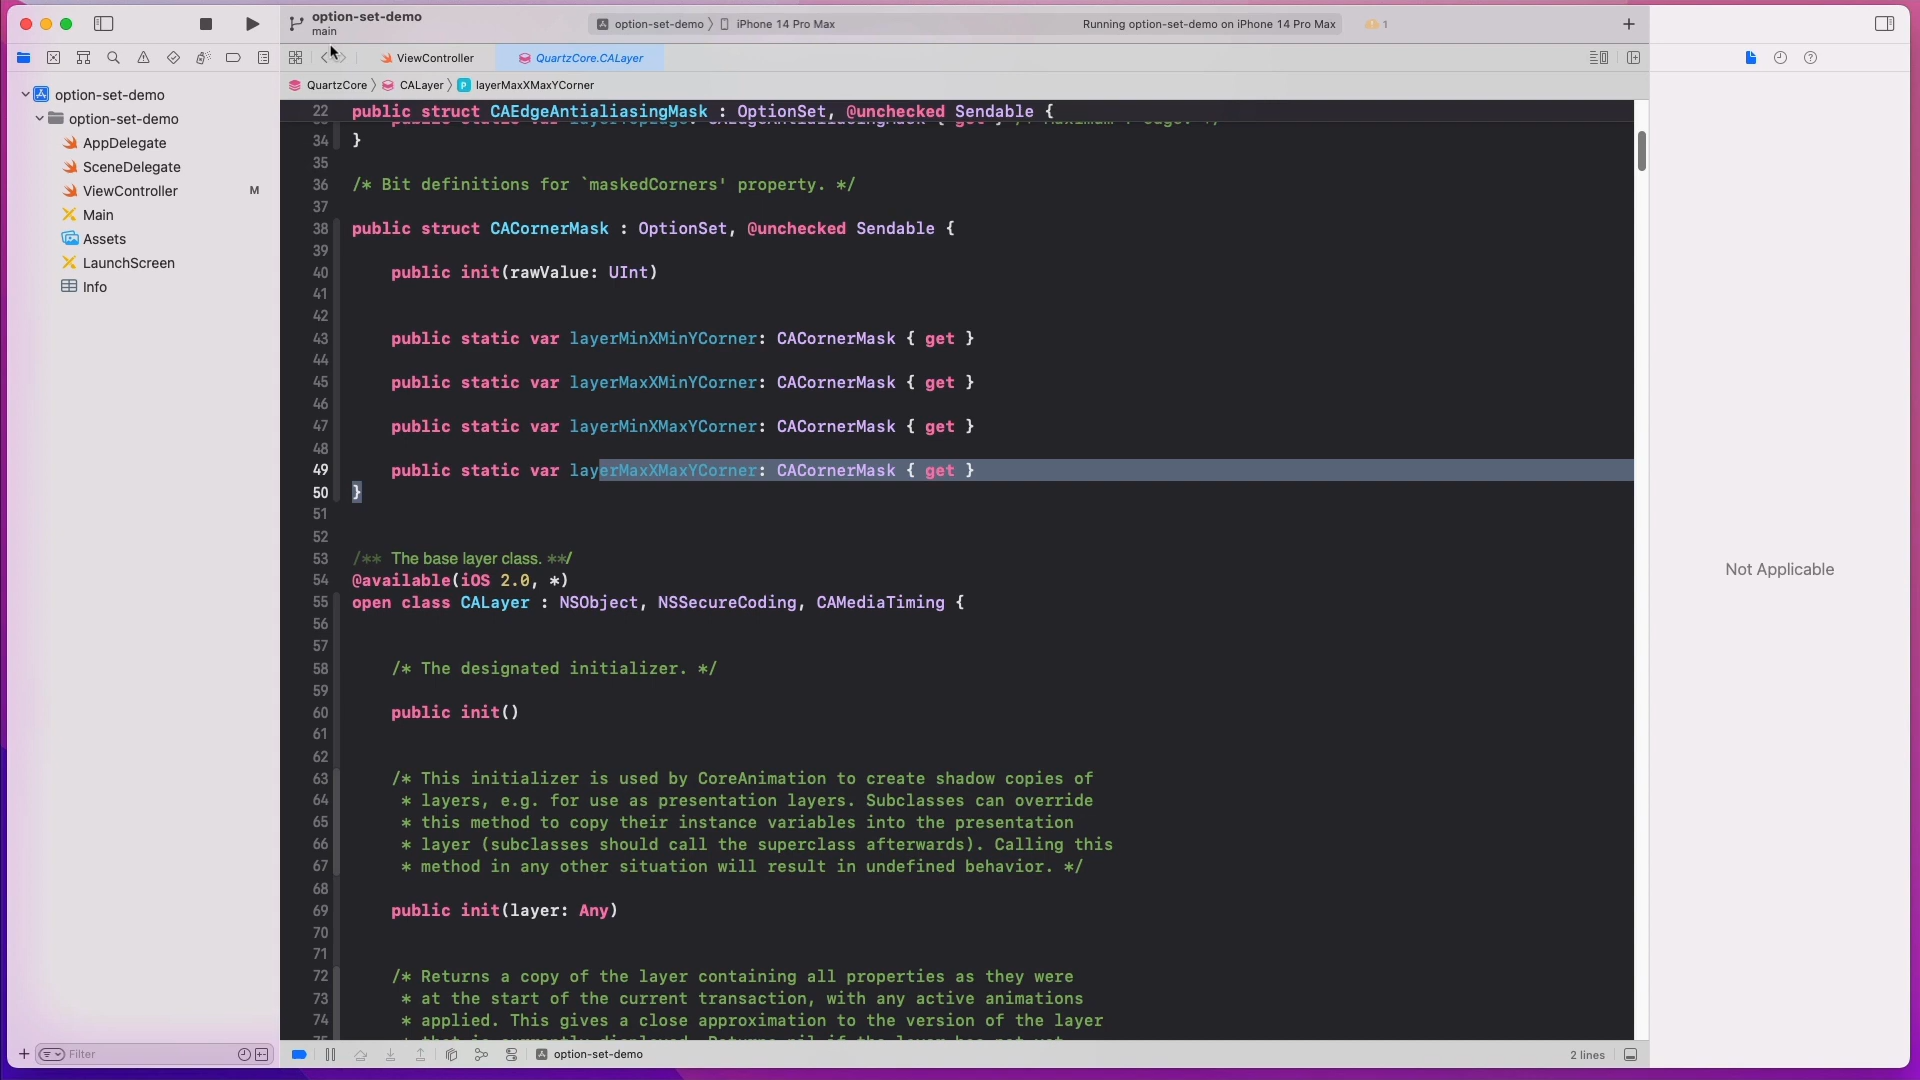 option-set-demo
main
option-set-demo 〉 iPhone 14 Pro Max
Running option-set-demo on iPhone 14 Pro Max
1
ViewController
QuartzCore.CALayer
QuartzCore 〉 CALayer 〉 P layerMaxXMaxYCorner
option-set-demo
option-set-demo
AppDelegate
SceneDelegate
ViewController M
Main
Assets
LaunchScreen
Info
Filter
22 public struct CAEdgeAntialiasingMask : OptionSet, @unchecked Sendable {
34 }
35
36 /* Bit definitions for `maskedCorners' property. */
37
38 public struct CACornerMask : OptionSet, @unchecked Sendable {
39
40 public init(rawValue: UInt)
41
42
43 public static var layerMinXMinYCorner: CACornerMask { get }
44
45 public static var layerMaxXMinYCorner: CACornerMask { get }
46
47 public static var layerMinXMaxYCorner: CACornerMask { get }
48
49 public static var layerMaxXMaxYCorner: CACornerMask { get }
50 }
51
52
53 /** The base layer class. **/
54 @available(iOS 2.0, *)
55 open class CALayer : NSObject, NSSecureCoding, CAMediaTiming {
56
57
58 /* The designated initializer. */
59
60 public init()
61
62
63 /* This initializer is used by CoreAnimation to create shadow copies of
64 * layers, e.g. for use as presentation layers. Subclasses can override
65 * this method to copy their instance variables into the presentation
66 * layer (subclasses should call the superclass afterwards). Calling this
67 * method in any other situation will result in undefined behavior. */
68
69 public init(layer: Any)
70
71
72 /* Returns a copy of the layer containing all properties as they were
73 * at the start of the current transaction, with any active animations
74 * applied. This gives a close approximation to the version of the layer
option-set-demo
2 lines
Not Applicable